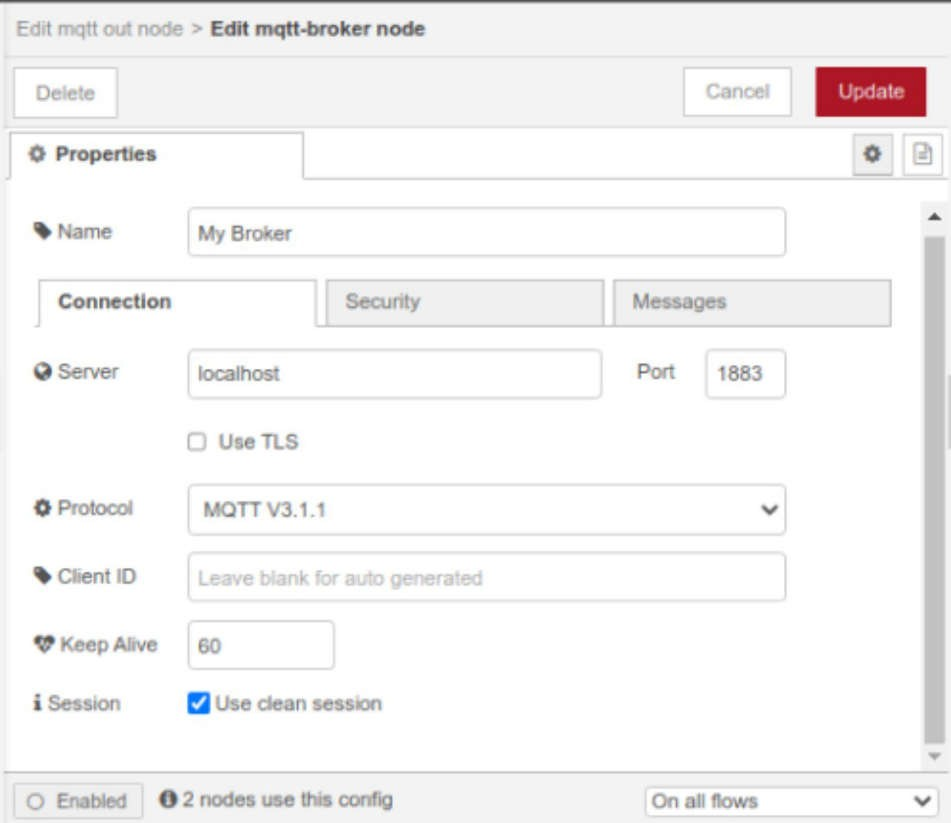 Edit mqtt out node > Edit mqtt-broker node
Delete Cancel Update
Properties
Name My Broker
Connection Security Messages
Server localhost Port 1883
Use TLS
Protocol MQTT V3.1.1
Client ID Leave blank for auto generated
Keep Alive 60
Session Use clean session
Enabled 2 nodes use this config On all flows